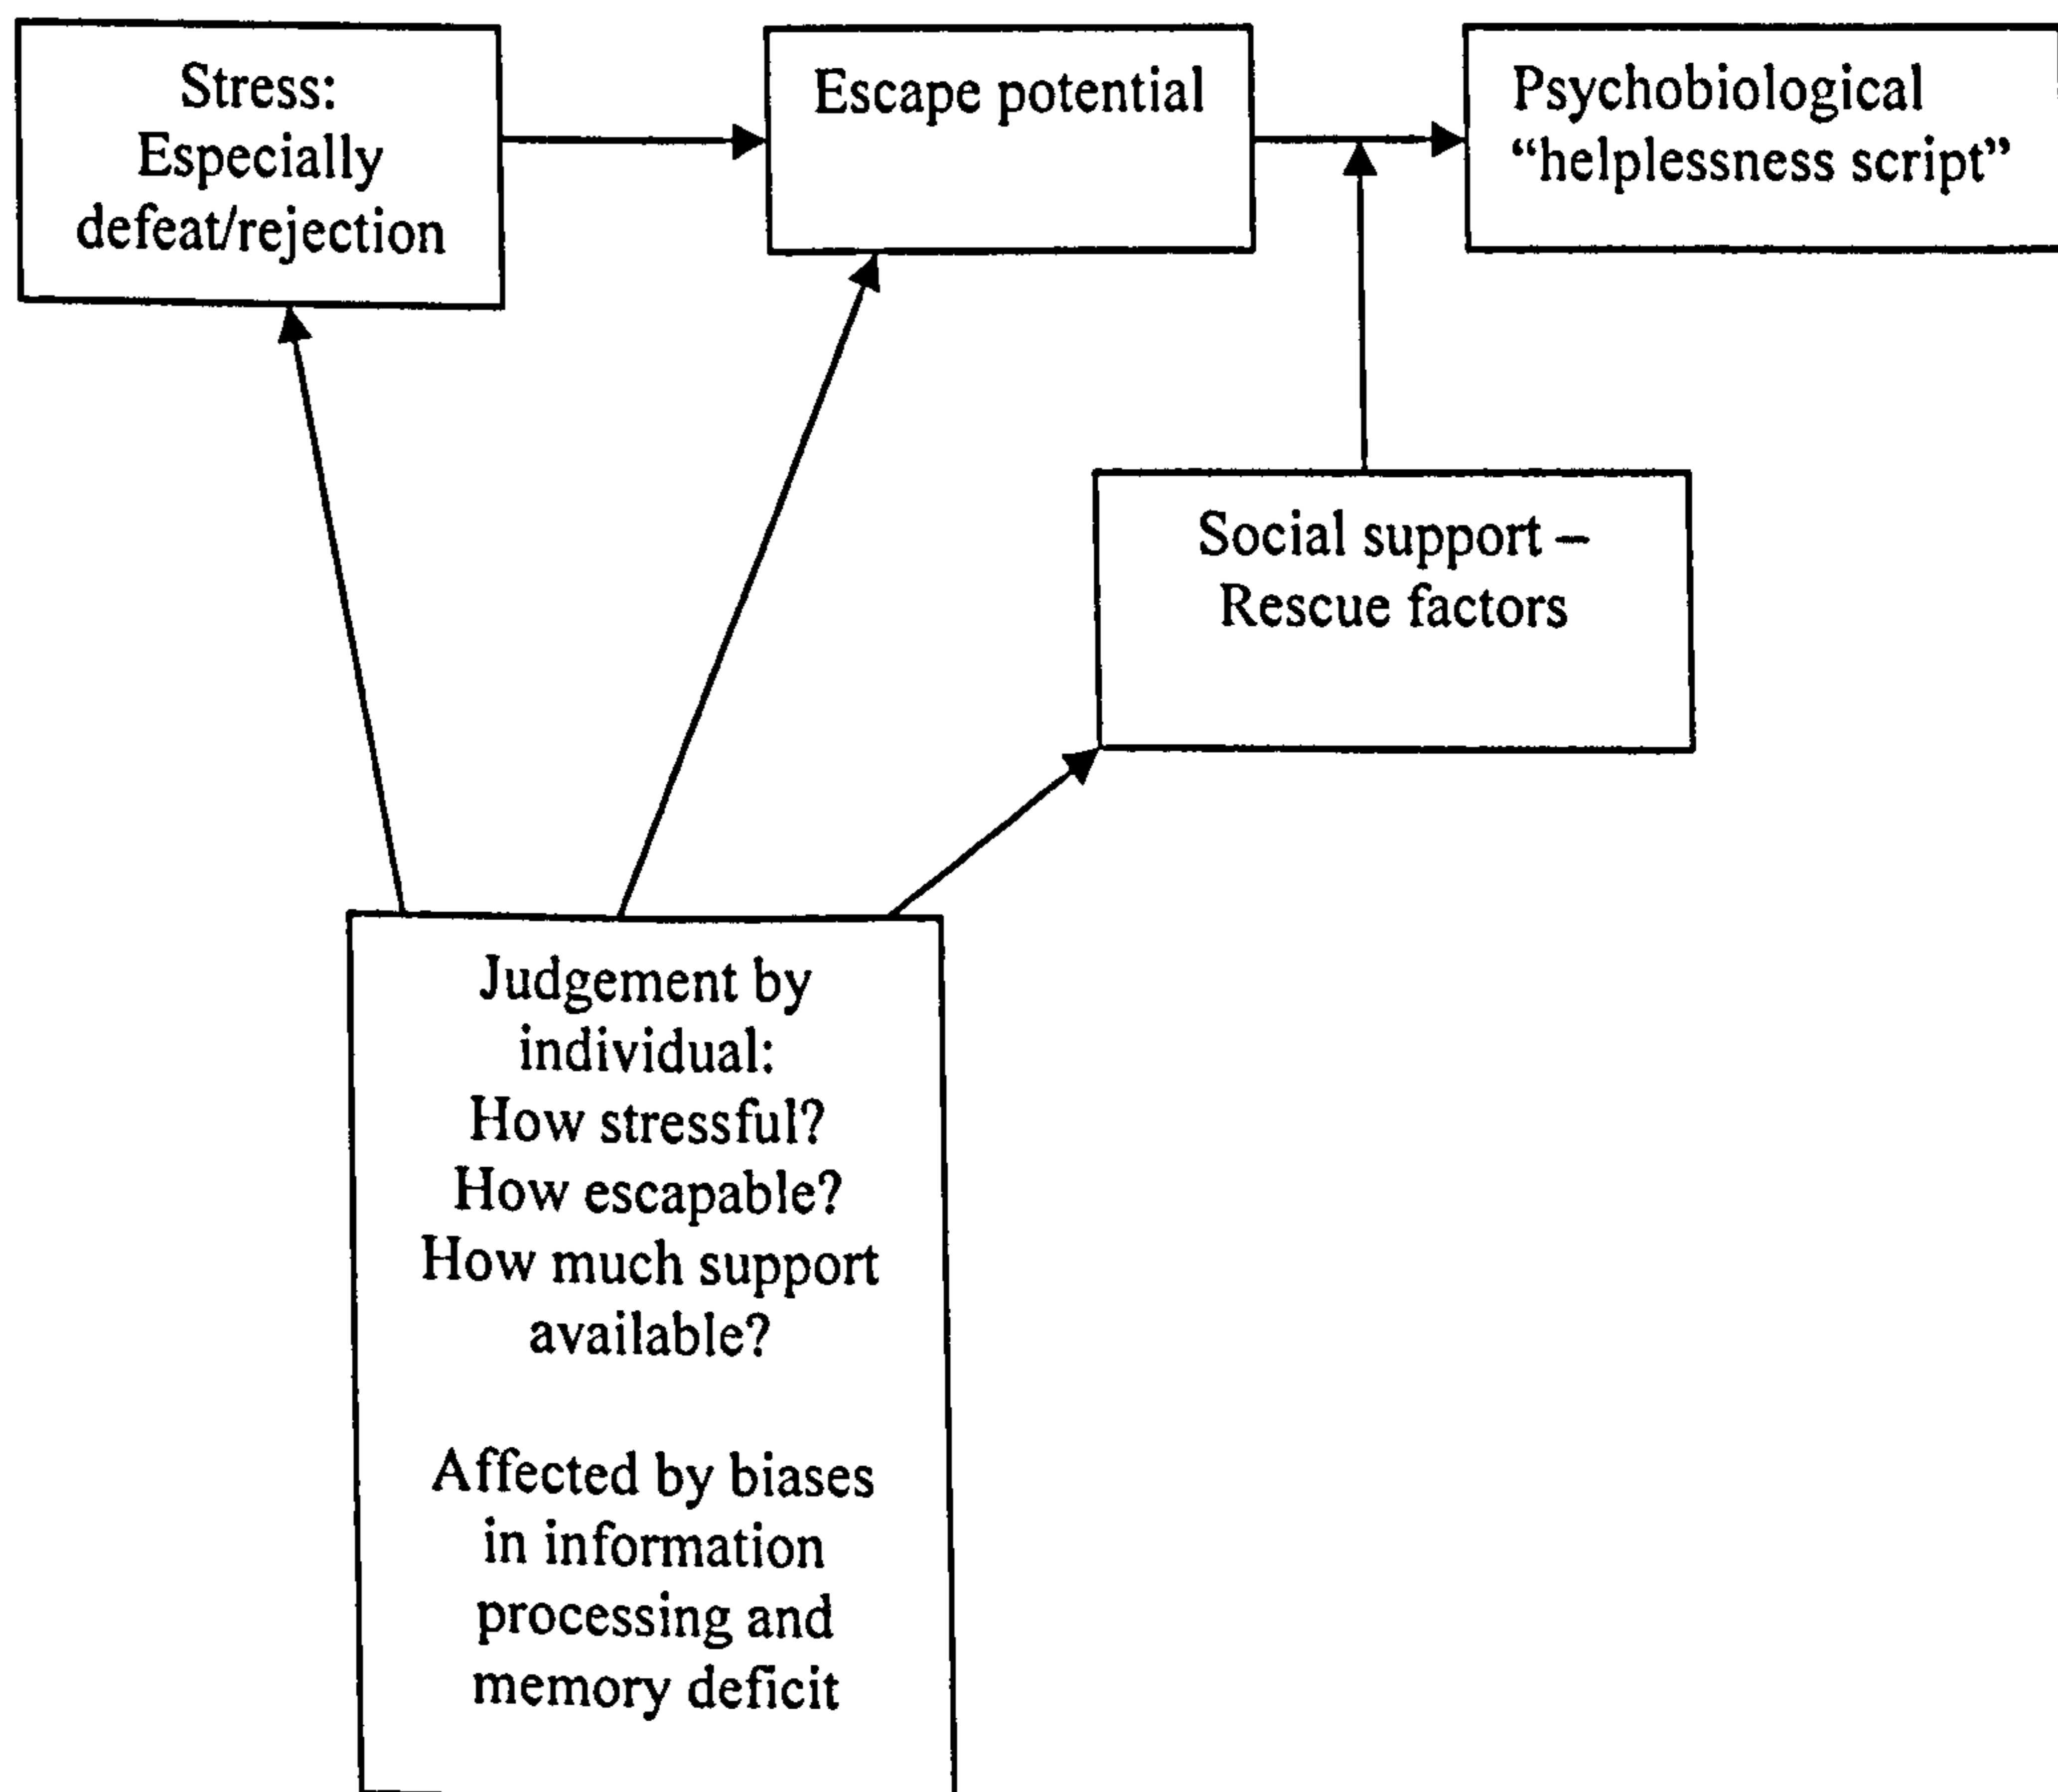 Stress:
Especially
defeat/rejection
Escape potential
Psychobiological
“helplessness script”
Social support –
Rescue factors
Judgement by
individual:
How stressful?
How escapable?
How much support
available?
Affected by biases
in information
processing and
memory deficit